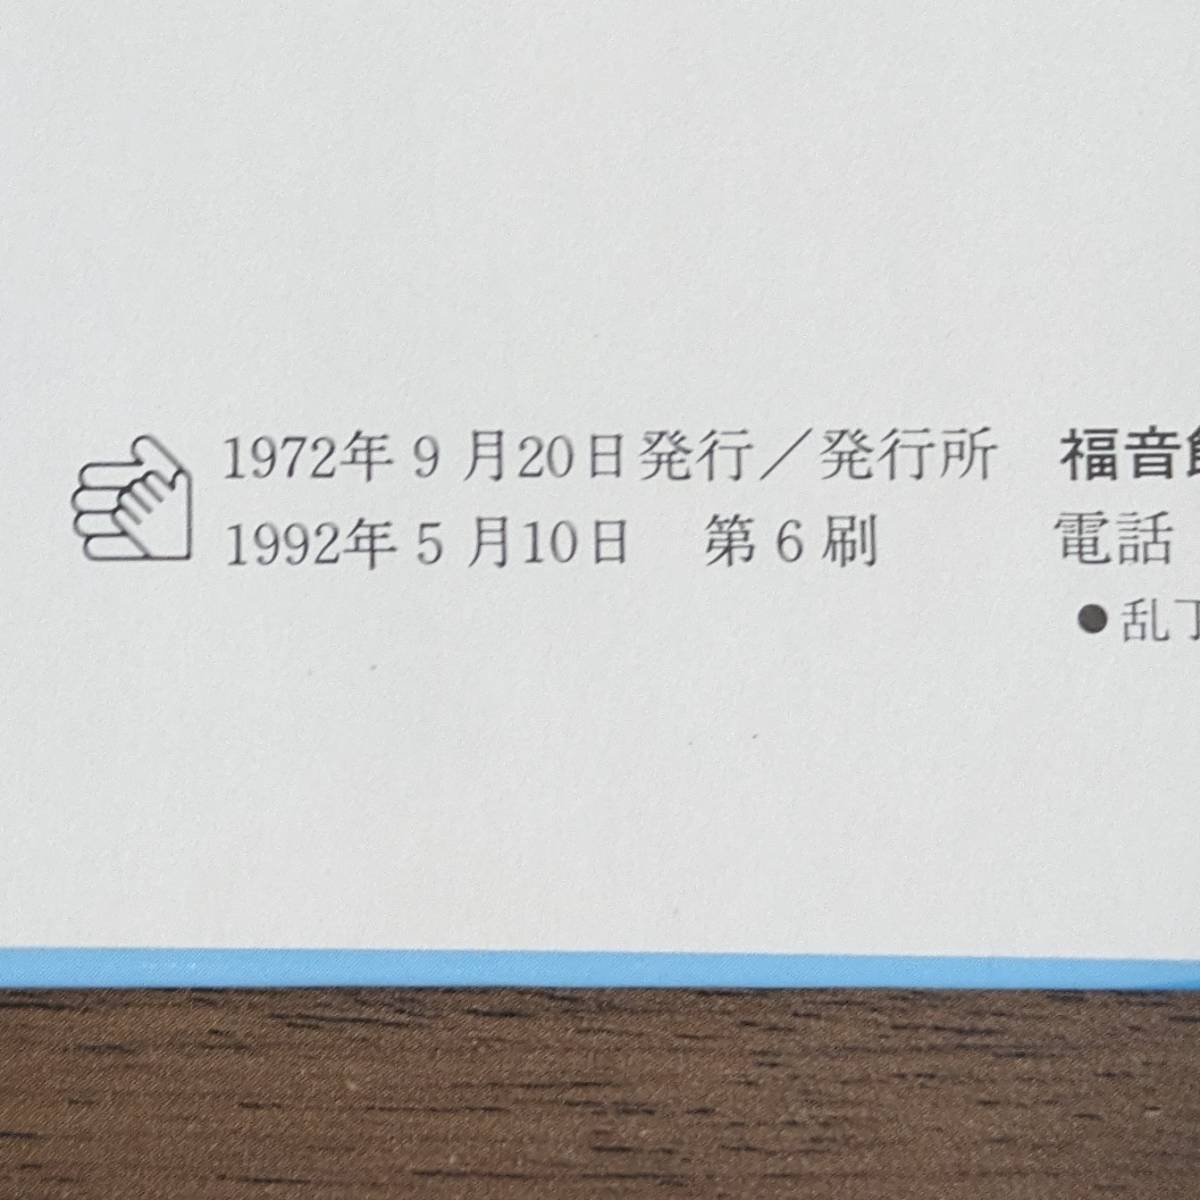 1972年9月20日発行／発行所 福音
1992年5月10日 第6刷 電話
●乱丁